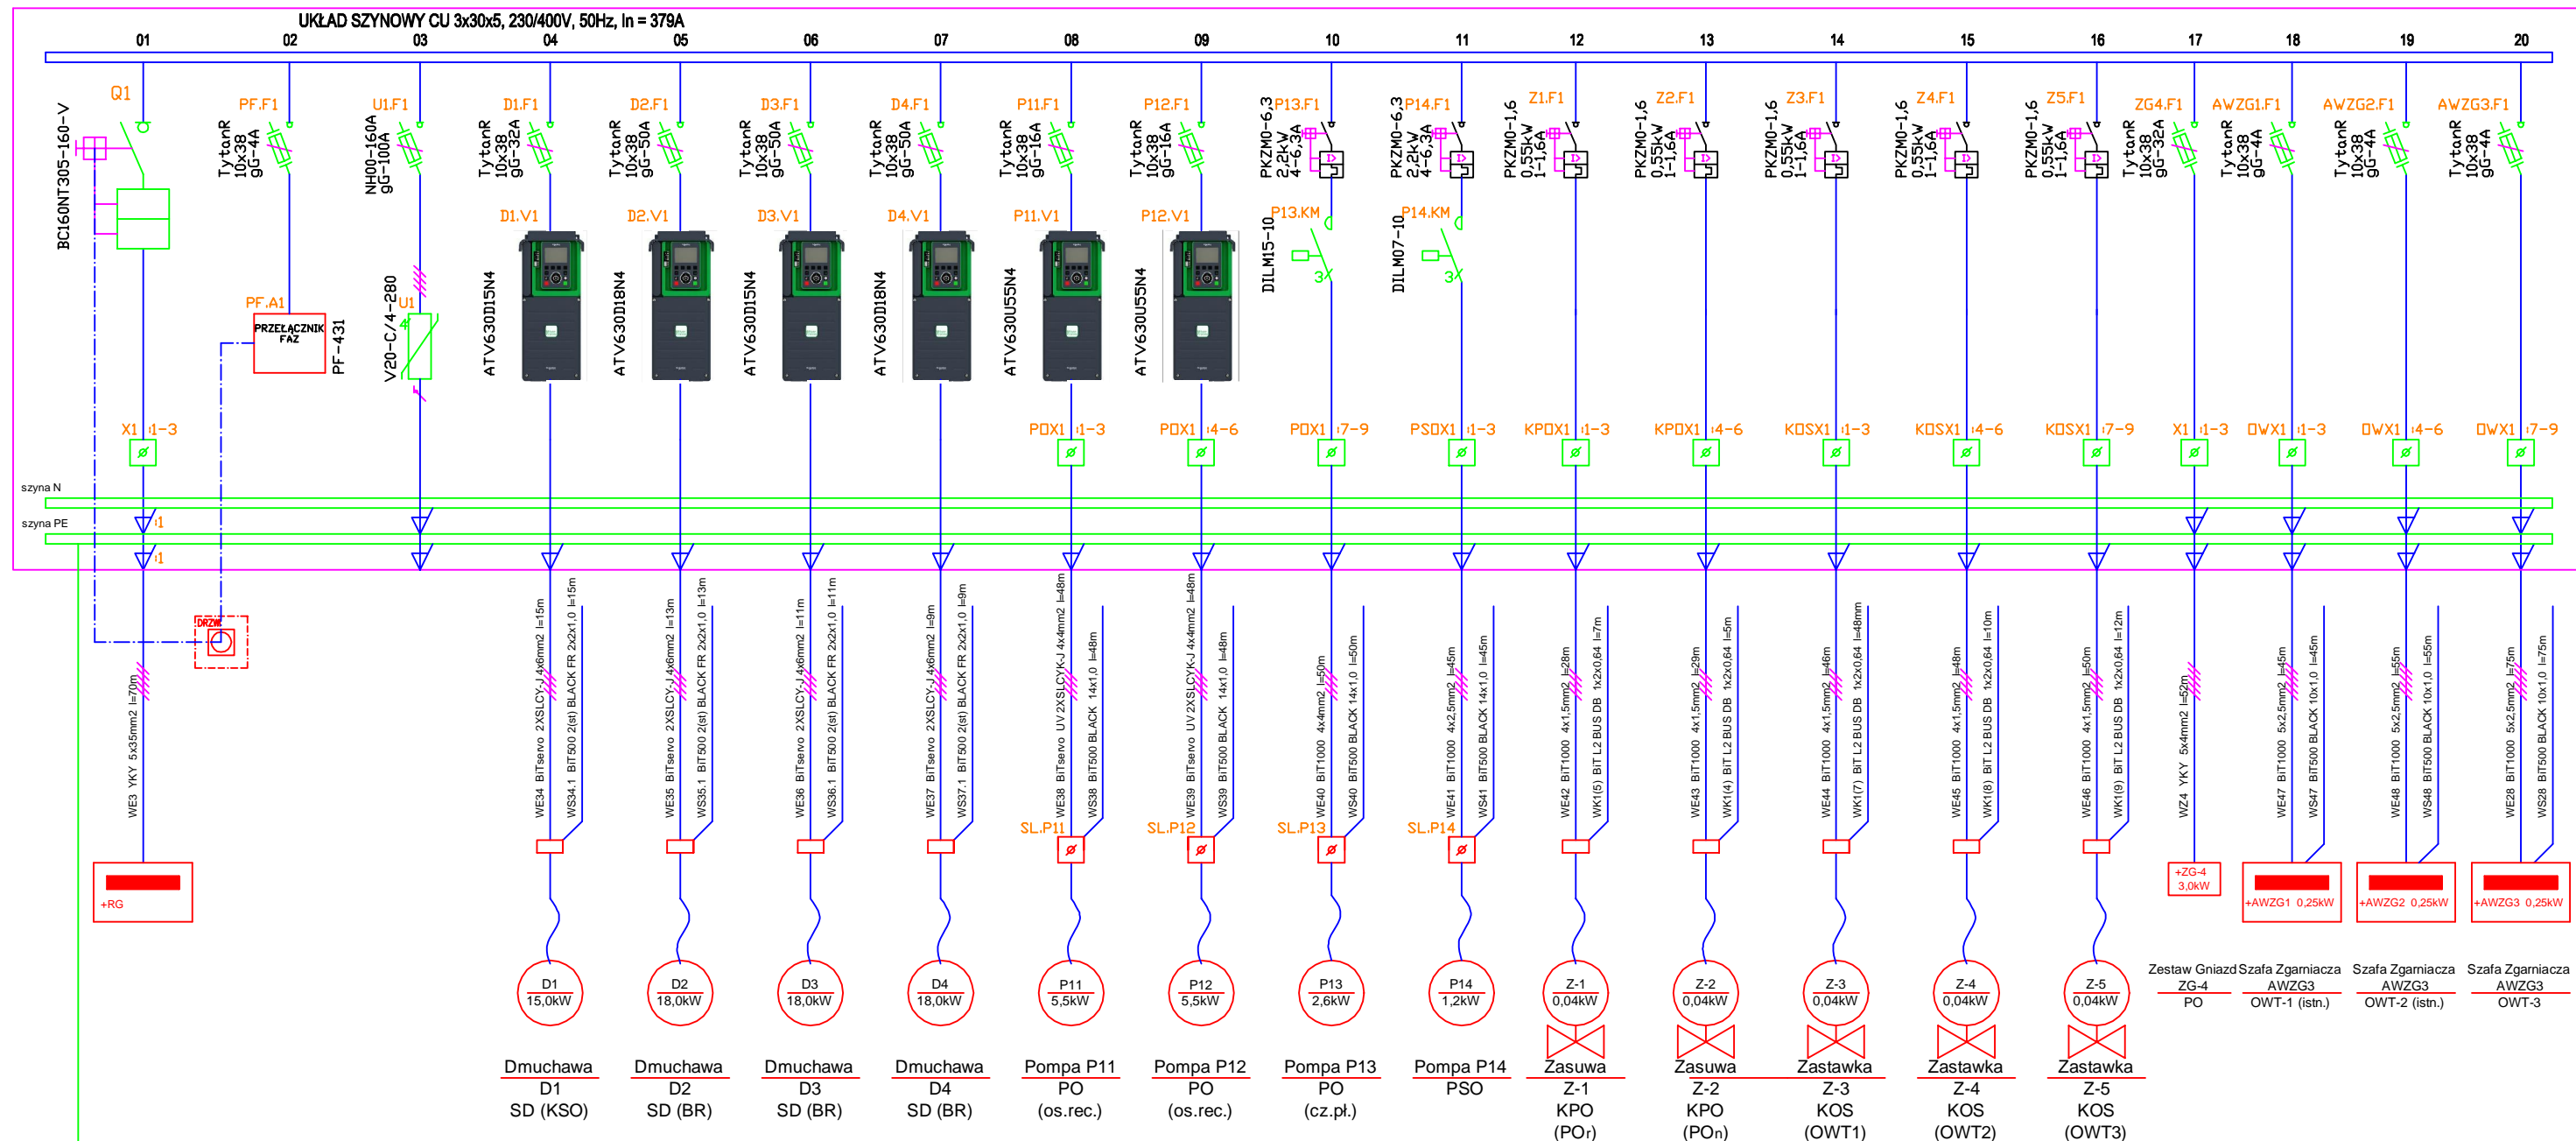 UKŁAD SZYNOWY CU 3x30x5, 230/400V, 50Hz, In = 379A
01 02 03 04 05 06 07 08 09 10 11 12 13 14 15 16 17 18 19 20
Q1
BC160NT305-160-V
PF.F1
TytanR
10x38
gG-4A
U1.F1
NH00-160A
gG-100A
D1.F1
TytanR
10x38
gG-32A
D2.F1
TytanR
10x38
gG-50A
D3.F1
TytanR
10x38
gG-50A
D4.F1
TytanR
10x38
gG-50A
P11.F1
TytanR
10x38
gG-16A
P12.F1
TytanR
10x38
gG-16A
P13.F1
PKZM0-6,3
2,2kW
4-6,3A
P14.F1
PKZM0-6,3
2,2kW
4-6,3A
Z1.F1
PKZM0-1,6
0,55kW
1-1,6A
Z2.F1
PKZM0-1,6
0,55kW
1-1,6A
Z3.F1
PKZM0-1,6
0,55kW
1-1,6A
Z4.F1
PKZM0-1,6
0,55kW
1-1,6A
Z5.F1
PKZM0-1,6
0,55kW
1-1,6A
ZG4.F1
TytanR
10x38
gG-32A
AWZG1.F1
TytanR
10x38
gG-4A
AWZG2.F1
TytanR
10x38
gG-4A
AWZG3.F1
TytanR
10x38
gG-4A
PF.A1
PRZEŁĄCZNIK
FAZ
PF-431
U1
4
V20-C/4-280
D1.V1
ATV630D15N4
D2.V1
ATV630D18N4
D3.V1
ATV630D15N4
D4.V1
ATV630D18N4
P11.V1
ATV630U55N4
P12.V1
ATV630U55N4
P13.KM
DILM15-10
3
P14.KM
DILM07-10
3
X1 :1-3
POX1 :1-3
POX1 :4-6
POX1 :7-9
PSOX1 :1-3
KPOX1 :1-3
KPOX1 :4-6
KOSX1 :1-3
KOSX1 :4-6
KOSX1 :7-9
X1 :1-3
OWX1 :1-3
OWX1 :4-6
OWX1 :7-9
szyna N
:1
szyna PE
:1
DRZWI
WE3 YKY 5x35mm2 l=70m
WE34 BiTservo 2XSLCY-J 4x6mm2 l=15m
WS34.1 BiT500 2(st) BLACK FR 2x2x1,0 l=15m
WE35 BiTservo 2XSLCY-J 4x6mm2 l=13m
WS35.1 BiT500 2(st) BLACK FR 2x2x1,0 l=13m
WE36 BiTservo 2XSLCY-J 4x6mm2 l=11m
WS36.1 BiT500 2(st) BLACK FR 2x2x1,0 l=11m
WE37 BiTservo 2XSLCY-J 4x6mm2 l=9m
WS37.1 BiT500 2(st) BLACK FR 2x2x1,0 l=9m
WE38 BiTservo UV 2XSLCYK-J 4x4mm2 l=48m
WS38 BiT500 BLACK 14x1,0 l=48m
WE39 BiTservo UV 2XSLCYK-J 4x4mm2 l=48m
WS39 BiT500 BLACK 14x1,0 l=48m
WE40 BiT1000 4x4mm2 l=50m
WS40 BiT500 BLACK 14x1,0 l=50m
WE41 BiT1000 4x2,5mm2 l=45m
WS41 BiT500 BLACK 14x1,0 l=45m
WE42 BiT1000 4x1,5mm2 l=28m
WK1(5) BiT L2 BUS DB 1x2x0,64 l=7m
WE43 BiT1000 4x1,5mm2 l=29m
WK1(4) BiT L2 BUS DB 1x2x0,64 l=5m
WE44 BiT1000 4x1,5mm2 l=46m
WK1(7) BiT L2 BUS DB 1x2x0,64 l=48mm
WE45 BiT1000 4x1,5mm2 l=48m
WK1(8) BiT L2 BUS DB 1x2x0,64 l=10m
WE46 BiT1000 4x1,5mm2 l=50m
WK1(9) BiT L2 BUS DB 1x2x0,64 l=12m
WZ4 YKY 5x4mm2 l=52m
WE47 BiT1000 5x2,5mm2 l=45m
WS47 BiT500 BLACK 10x1,0 l=45m
WE48 BiT1000 5x2,5mm2 l=55m
WS48 BiT500 BLACK 10x1,0 l=55m
WE28 BiT1000 5x2,5mm2 l=75m
WS28 BiT500 BLACK 10x1,0 l=75m
SL.P11
SL.P12
SL.P13
SL.P14
+RG
+ZG-4
3,0kW
+AWZG1 0,25kW
+AWZG2 0,25kW
+AWZG3 0,25kW
D1
15,0kW
D2
18,0kW
D3
18,0kW
D4
18,0kW
P11
5,5kW
P12
5,5kW
P13
2,6kW
P14
1,2kW
Z-1
0,04kW
Z-2
0,04kW
Z-3
0,04kW
Z-4
0,04kW
Z-5
0,04kW
Zestaw Gniazd
ZG-4
PO
Szafa Zgarniacza
AWZG3
OWT-1 (istn.)
Szafa Zgarniacza
AWZG3
OWT-2 (istn.)
Szafa Zgarniacza
AWZG3
OWT-3
Dmuchawa
D1
SD (KSO)
Dmuchawa
D2
SD (BR)
Dmuchawa
D3
SD (BR)
Dmuchawa
D4
SD (BR)
Pompa P11
PO
(os.rec.)
Pompa P12
PO
(os.rec.)
Pompa P13
PO
(cz.pł.)
Pompa P14
PSO
Zasuwa
Z-1
KPO
(POr)
Zasuwa
Z-2
KPO
(POn)
Zastawka
Z-3
KOS
(OWT1)
Zastawka
Z-4
KOS
(OWT2)
Zastawka
Z-5
KOS
(OWT3)